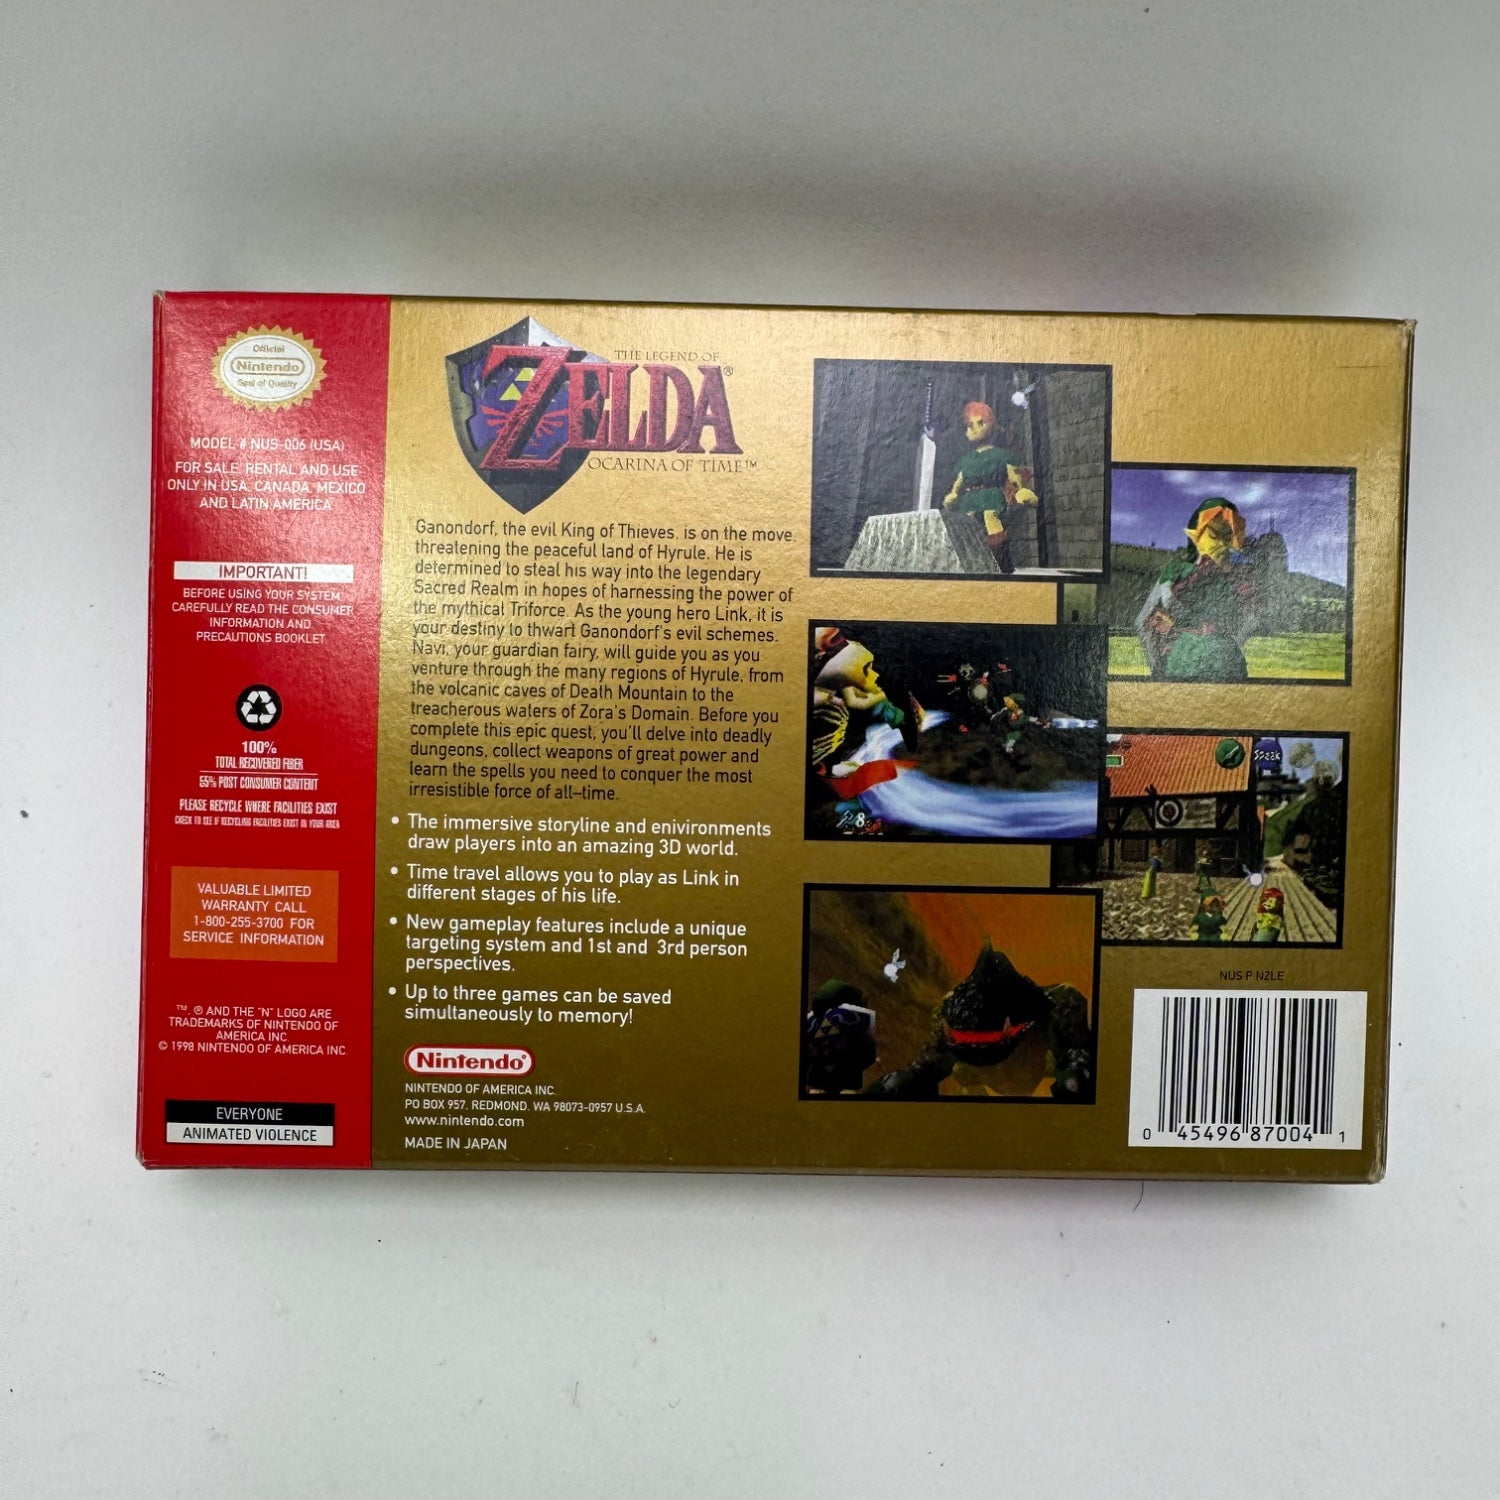 Official
Nintendo
Seal of Quality
MODEL # NUS-006 (USA)
FOR SALE, RENTAL AND USE
ONLY IN USA, CANADA, MEXICO
AND LATIN AMERICA
IMPORTANT!
BEFORE USING YOUR SYSTEM,
CAREFULLY READ THE CONSUMER
INFORMATION AND
PRECAUTIONS BOOKLET
100%
TOTAL RECOVERED FIBER
55% POST CONSUMER CONTENT
PLEASE RECYCLE WHERE FACILITIES EXIST
CHECK TO SEE IF RECYCLING FACILITIES EXIST IN YOUR AREA
VALUABLE LIMITED
WARRANTY CALL
1-800-255-3700 FOR
SERVICE INFORMATION
™, ® AND THE "N" LOGO ARE
TRADEMARKS OF NINTENDO OF
AMERICA INC.
© 1998 NINTENDO OF AMERICA INC.
EVERYONE
ANIMATED VIOLENCE
THE LEGEND OF
ZELDA®
OCARINA OF TIME™
Ganondorf, the evil King of Thieves, is on the move,
threatening the peaceful land of Hyrule. He is
determined to steal his way into the legendary
Sacred Realm in hopes of harnessing the power of
the mythical Triforce. As the young hero Link, it is
your destiny to thwart Ganondorf's evil schemes.
Navi, your guardian fairy, will guide you as you
venture through the many regions of Hyrule, from
the volcanic caves of Death Mountain to the
treacherous waters of Zora's Domain. Before you
complete this epic quest, you'll delve into deadly
dungeons, collect weapons of great power and
learn the spells you need to conquer the most
irresistible force of all–time.
• The immersive storyline and enivironments
draw players into an amazing 3D world.
• Time travel allows you to play as Link in
different stages of his life.
• New gameplay features include a unique
targeting system and 1st and 3rd person
perspectives.
• Up to three games can be saved
simultaneously to memory!
Nintendo®
NINTENDO OF AMERICA INC.
PO BOX 957, REDMOND, WA 98073-0957 U.S.A.
www.nintendo.com
MADE IN JAPAN
8
Speak
NUS P NZLE
0 45496 87004 1